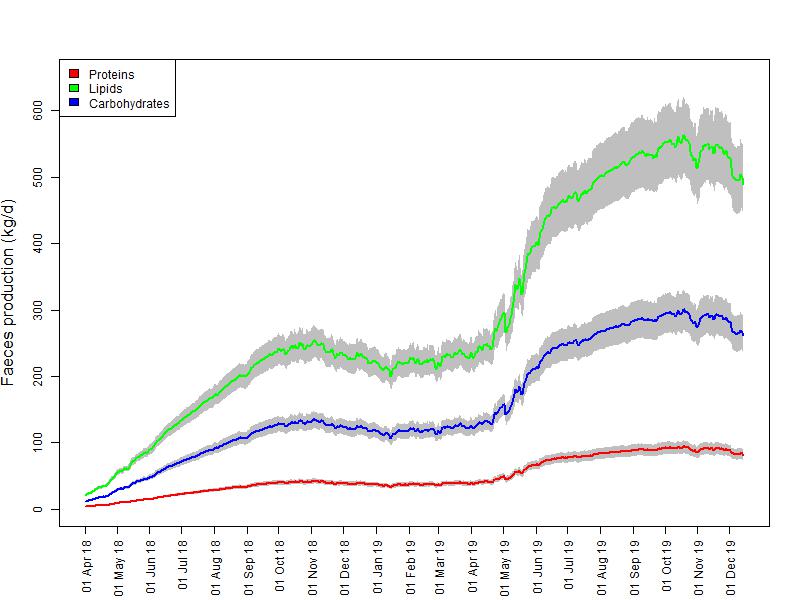 Proteins
Lipids
Carbohydrates
Faeces production (kg/d)
600
500
400
300
200
100
0
01 Apr 18
01 May 18
01 Jun 18
01 Jul 18
01 Aug 18
01 Sep 18
01 Oct 18
01 Nov 18
01 Dec 18
01 Jan 19
01 Feb 19
01 Mar 19
01 Apr 19
01 May 19
01 Jun 19
01 Jul 19
01 Aug 19
01 Sep 19
01 Oct 19
01 Nov 19
01 Dec 19